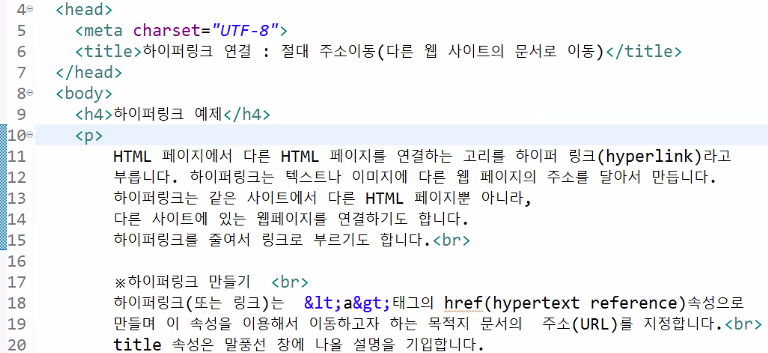 4 <head>
5 <meta charset="UTF-8">
6 <title>하이퍼링크 연결 : 절대 주소이동(다른 웹 사이트의 문서로 이동)</title>
7 </head>
8 <body>
9 <h4>하이퍼링크 예제</h4>
10 <p>
11 HTML 페이지에서 다른 HTML 페이지를 연결하는 고리를 하이퍼 링크(hyperlink)라고
12 부릅니다. 하이퍼링크는 텍스트나 이미지에 다른 웹 페이지의 주소를 달아서 만듭니다.
13 하이퍼링크는 같은 사이트에서 다른 HTML 페이지뿐 아니라,
14 다른 사이트에 있는 웹페이지를 연결하기도 합니다.
15 하이퍼링크를 줄여서 링크로 부르기도 합니다.<br>
16
17 ※하이퍼링크 만들기 <br>
18 하이퍼링크(또는 링크)는 &lt;a&gt;태그의 href(hypertext reference)속성으로
19 만들며 이 속성을 이용해서 이동하고자 하는 목적지 문서의 주소(URL)를 지정합니다.<br>
20 title 속성은 말풍선 창에 나올 설명을 기입합니다.